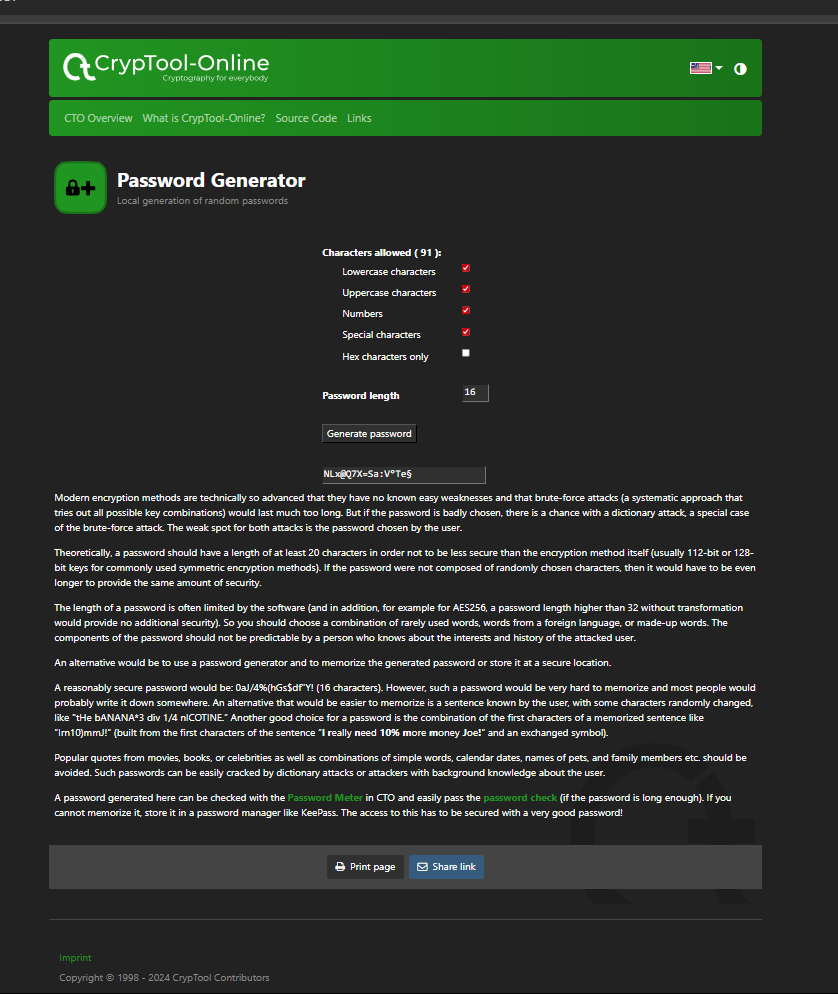 CrypTool-Online
Cryptography for everybody
CTO Overview What is CrypTool-Online? Source Code Links
Password Generator
Local generation of random passwords
Characters allowed ( 91 ):
Lowercase characters
Uppercase characters
Numbers
Special characters
Hex characters only
Password length 16
Generate password
NLx@Q7X=Sa:V°Te§
Modern encryption methods are technically so advanced that they have no known easy weaknesses and that brute-force attacks (a systematic approach that
tries out all possible key combinations) would last much too long. But if the password is badly chosen, there is a chance with a dictionary attack, a special case
of the brute-force attack. The weak spot for both attacks is the password chosen by the user.
Theoretically, a password should have a length of at least 20 characters in order not to be less secure than the encryption method itself (usually 112-bit or 128-
bit keys for commonly used symmetric encryption methods). If the password were not composed of randomly chosen characters, then it would have to be even
longer to provide the same amount of security.
The length of a password is often limited by the software (and in addition, for example for AES256, a password length higher than 32 without transformation
would provide no additional security). So you should choose a combination of rarely used words, words from a foreign language, or made-up words. The
components of the password should not be predictable by a person who knows about the interests and history of the attacked user.
An alternative would be to use a password generator and to memorize the generated password or store it at a secure location.
A reasonably secure password would be: 0aJ/4%(hGs$df"Y! (16 characters). However, such a password would be very hard to memorize and most people would
probably write it down somewhere. An alternative that would be easier to memorize is a sentence known by the user, with some characters randomly changed,
like "tHe bANANA*3 div 1/4 nICOTINE." Another good choice for a password is the combination of the first characters of a memorized sentence like
"Irn10)mmJ!" (built from the first characters of the sentence "I really need 10% more money Joe!" and an exchanged symbol).
Popular quotes from movies, books, or celebrities as well as combinations of simple words, calendar dates, names of pets, and family members etc. should be
avoided. Such passwords can be easily cracked by dictionary attacks or attackers with background knowledge about the user.
A password generated here can be checked with the Password Meter in CTO and easily pass the password check (if the password is long enough). If you
cannot memorize it, store it in a password manager like KeePass. The access to this has to be secured with a very good password!
Print page Share link
Imprint
Copyright © 1998 - 2024 CrypTool Contributors